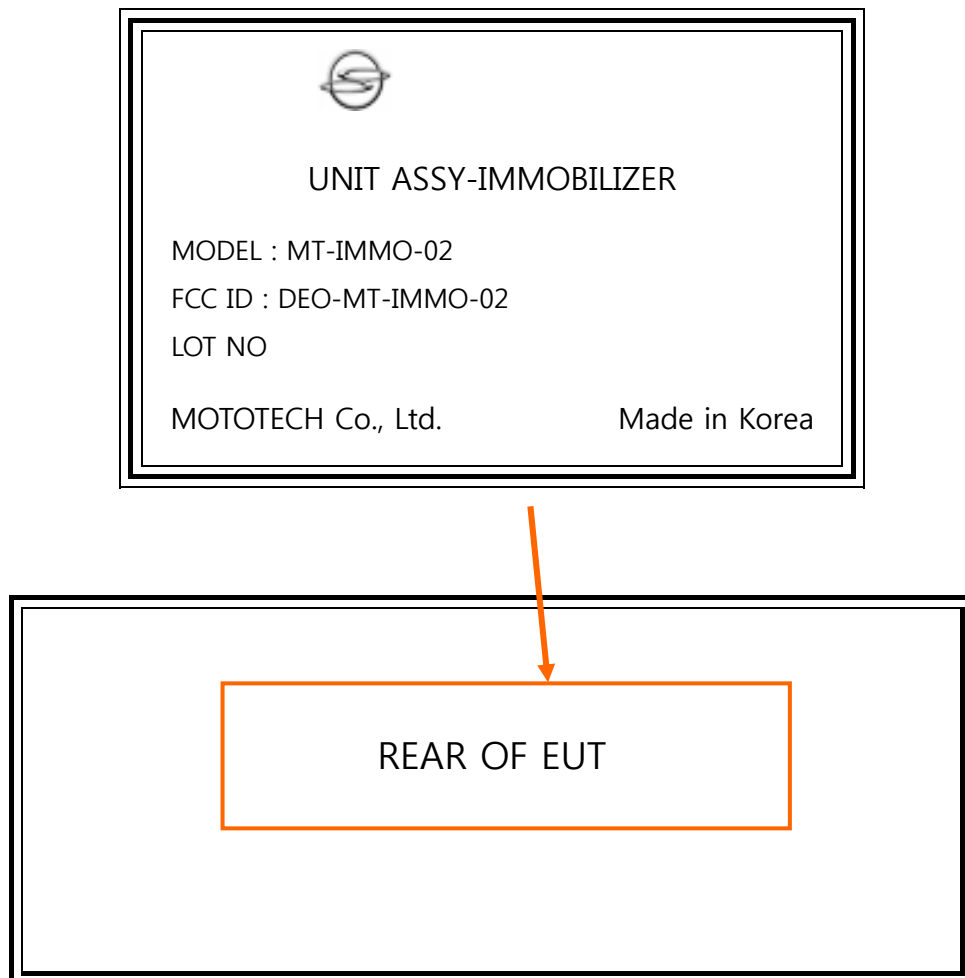 UNIT ASSY-IMMOBILIZER
MODEL : MT-IMMO-02
FCC ID : DEO-MT-IMMO-02
LOT NO
MOTOTECH Co., Ltd. Made in Korea
REAR OF EUT